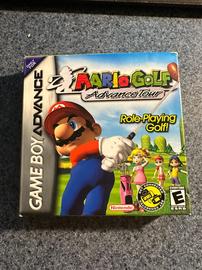 GAME BOY ADVANCE
MARIO GOLF
Advance Tour
Role-Playing
Golf!
Nintendo
E